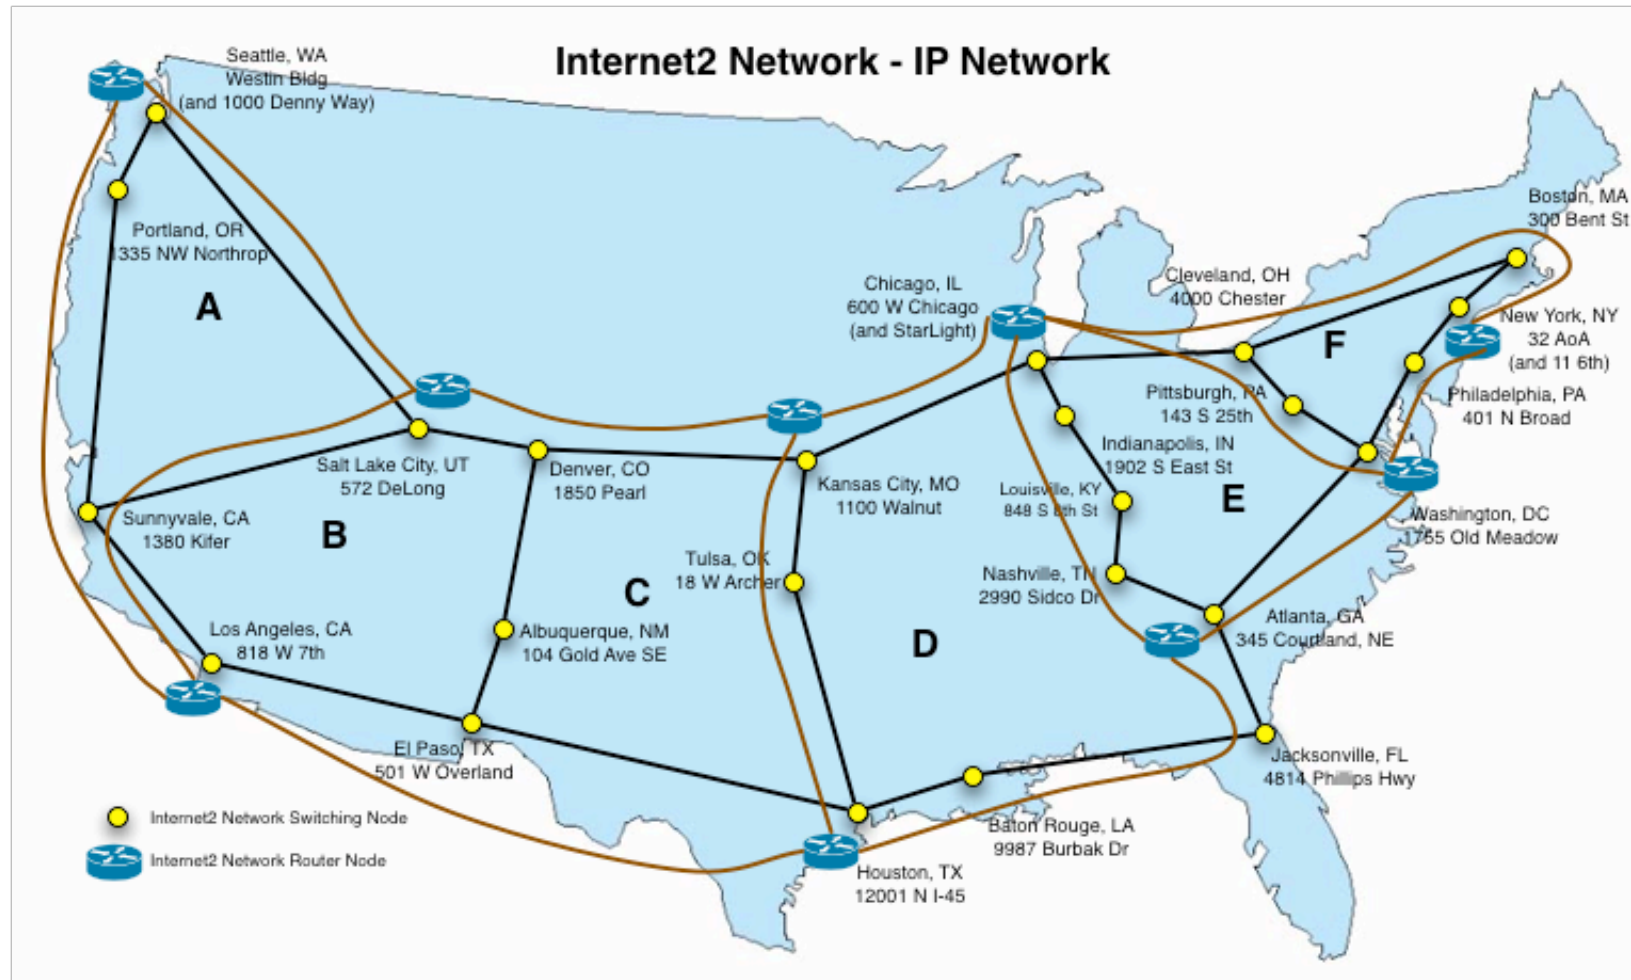 Internet2 Network - IP Network
Seattle, WA
Westin Bldg
(and 1000 Denny Way)
Portland, OR
1335 NW Northrop
A
Boston, MA
300 Bent St
Chicago, IL
600 W Chicago
(and StarLight)
Cleveland, OH
4000 Chester
F
New York, NY
32 AoA
(and 11 6th)
Pittsburgh, PA
143 S 25th
Philadelphia, PA
401 N Broad
Salt Lake City, UT
572 DeLong
Denver, CO
1850 Pearl
Kansas City, MO
1100 Walnut
Indianapolis, IN
1902 S East St
Louisville, KY
848 S 8th St
E
Sunnyvale, CA
1380 Kifer
B
Washington, DC
1755 Old Meadow
Tulsa, OK
18 W Archer
C
Nashville, TN
2990 Sidco Dr
Los Angeles, CA
818 W 7th
Albuquerque, NM
104 Gold Ave SE
D
Atlanta, GA
345 Courtland, NE
El Paso, TX
501 W Overland
Jacksonville, FL
4814 Phillips Hwy
Baton Rouge, LA
9987 Burbak Dr
Houston, TX
12001 N I-45
Internet2 Network Switching Node
Internet2 Network Router Node